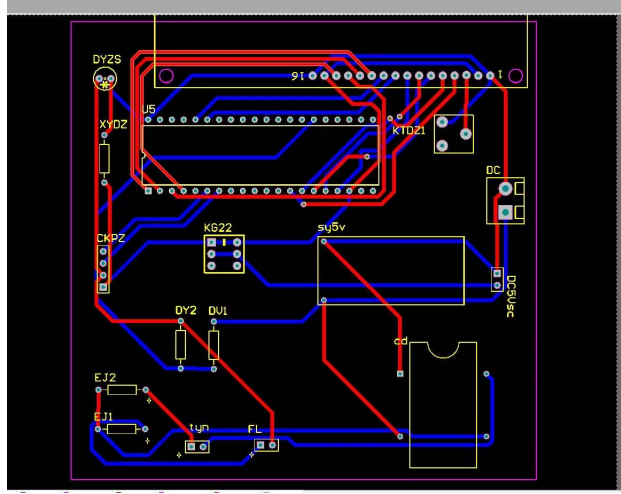 DYZS
16
1
U5
XYDZ
KTDZ1
DC
KG22
sy5v
CKPZ
DC5Vsc
DY2
DV1
cd
EJ2
EJ1
tyn
FL